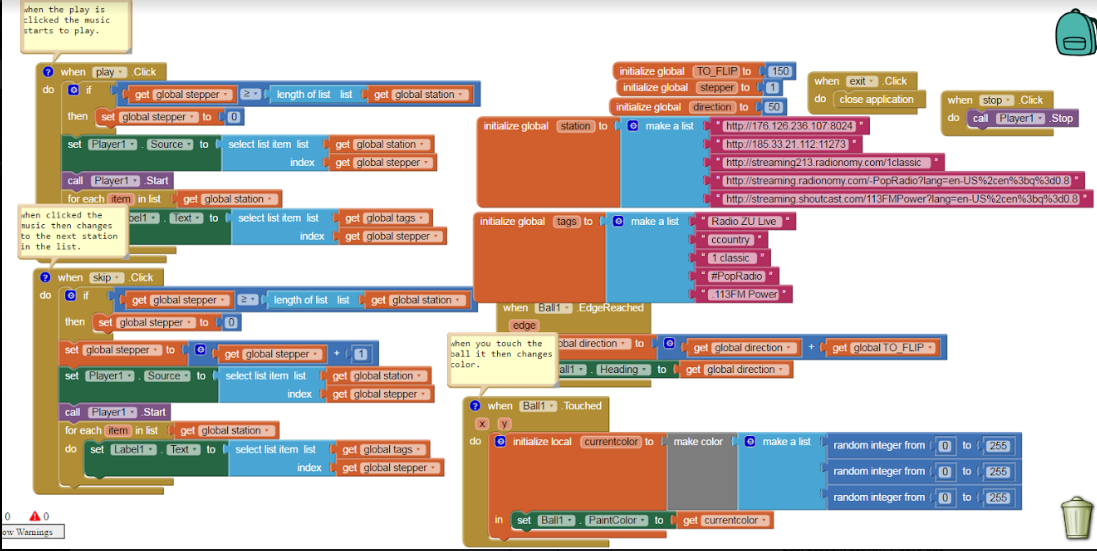 when the play is
clicked the music
starts to play.
when play .Click
do if get global stepper ≥ length of list list get global station
then set global stepper to 0
set Player1 . Source to select list item list get global station
index get global stepper
call Player1 .Start
for each item in list get global station
bel1 . Text to select list item list get global tags
index get global stepper
when clicked the
music then changes
to the next station
in the list.
when skip .Click
do if get global stepper ≥ length of list list get global station
then set global stepper to 0
set global stepper to get global stepper + 1
set Player1 . Source to select list item list get global station
index get global stepper
call Player1 .Start
for each item in list get global station
do set Label1 . Text to select list item list get global tags
index get global stepper
0 0
ow Warnings
initialize global TO_FLIP to 150
initialize global stepper to 1
initialize global direction to 50
when exit .Click
do close application
when stop .Click
do call Player1 .Stop
initialize global station to make a list " http://176.126.236.107:8024 "
" http://185.33.21.112:11273 "
" http://streaming213.radionomy.com/1classic "
" http://streaming.radionomy.com/-PopRadio?lang=en-US%2cen%3bq%3d0.8 "
" http://streaming.shoutcast.com/113FMPower?lang=en-US%2cen%3bq%3d0.8 "
initialize global tags to make a list " Radio ZU Live "
" ccountry "
" 1 classic "
" #PopRadio "
" .113FM Power "
when Ball1 .EdgeReached
edge
obal direction to get global direction + get global TO_FLIP
all1 . Heading to get global direction
when you touch the
ball it then changes
color.
when Ball1 .Touched
x y
do initialize local currentcolor to make color make a list random integer from 0 to 255
random integer from 0 to 255
random integer from 0 to 255
in set Ball1 . PaintColor to get currentcolor